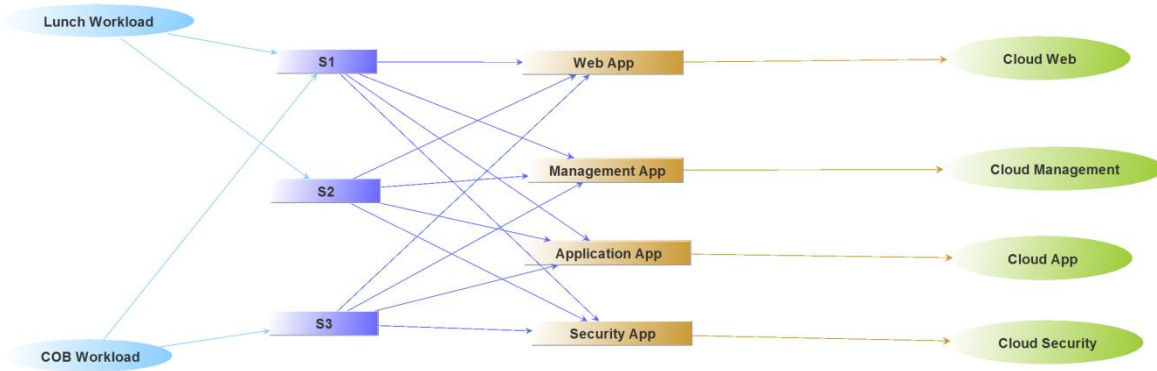 Lunch Workload
S1
Web App
Cloud Web
S2
Management App
Cloud Management
Application App
Cloud App
S3
Security App
Cloud Security
COB Workload